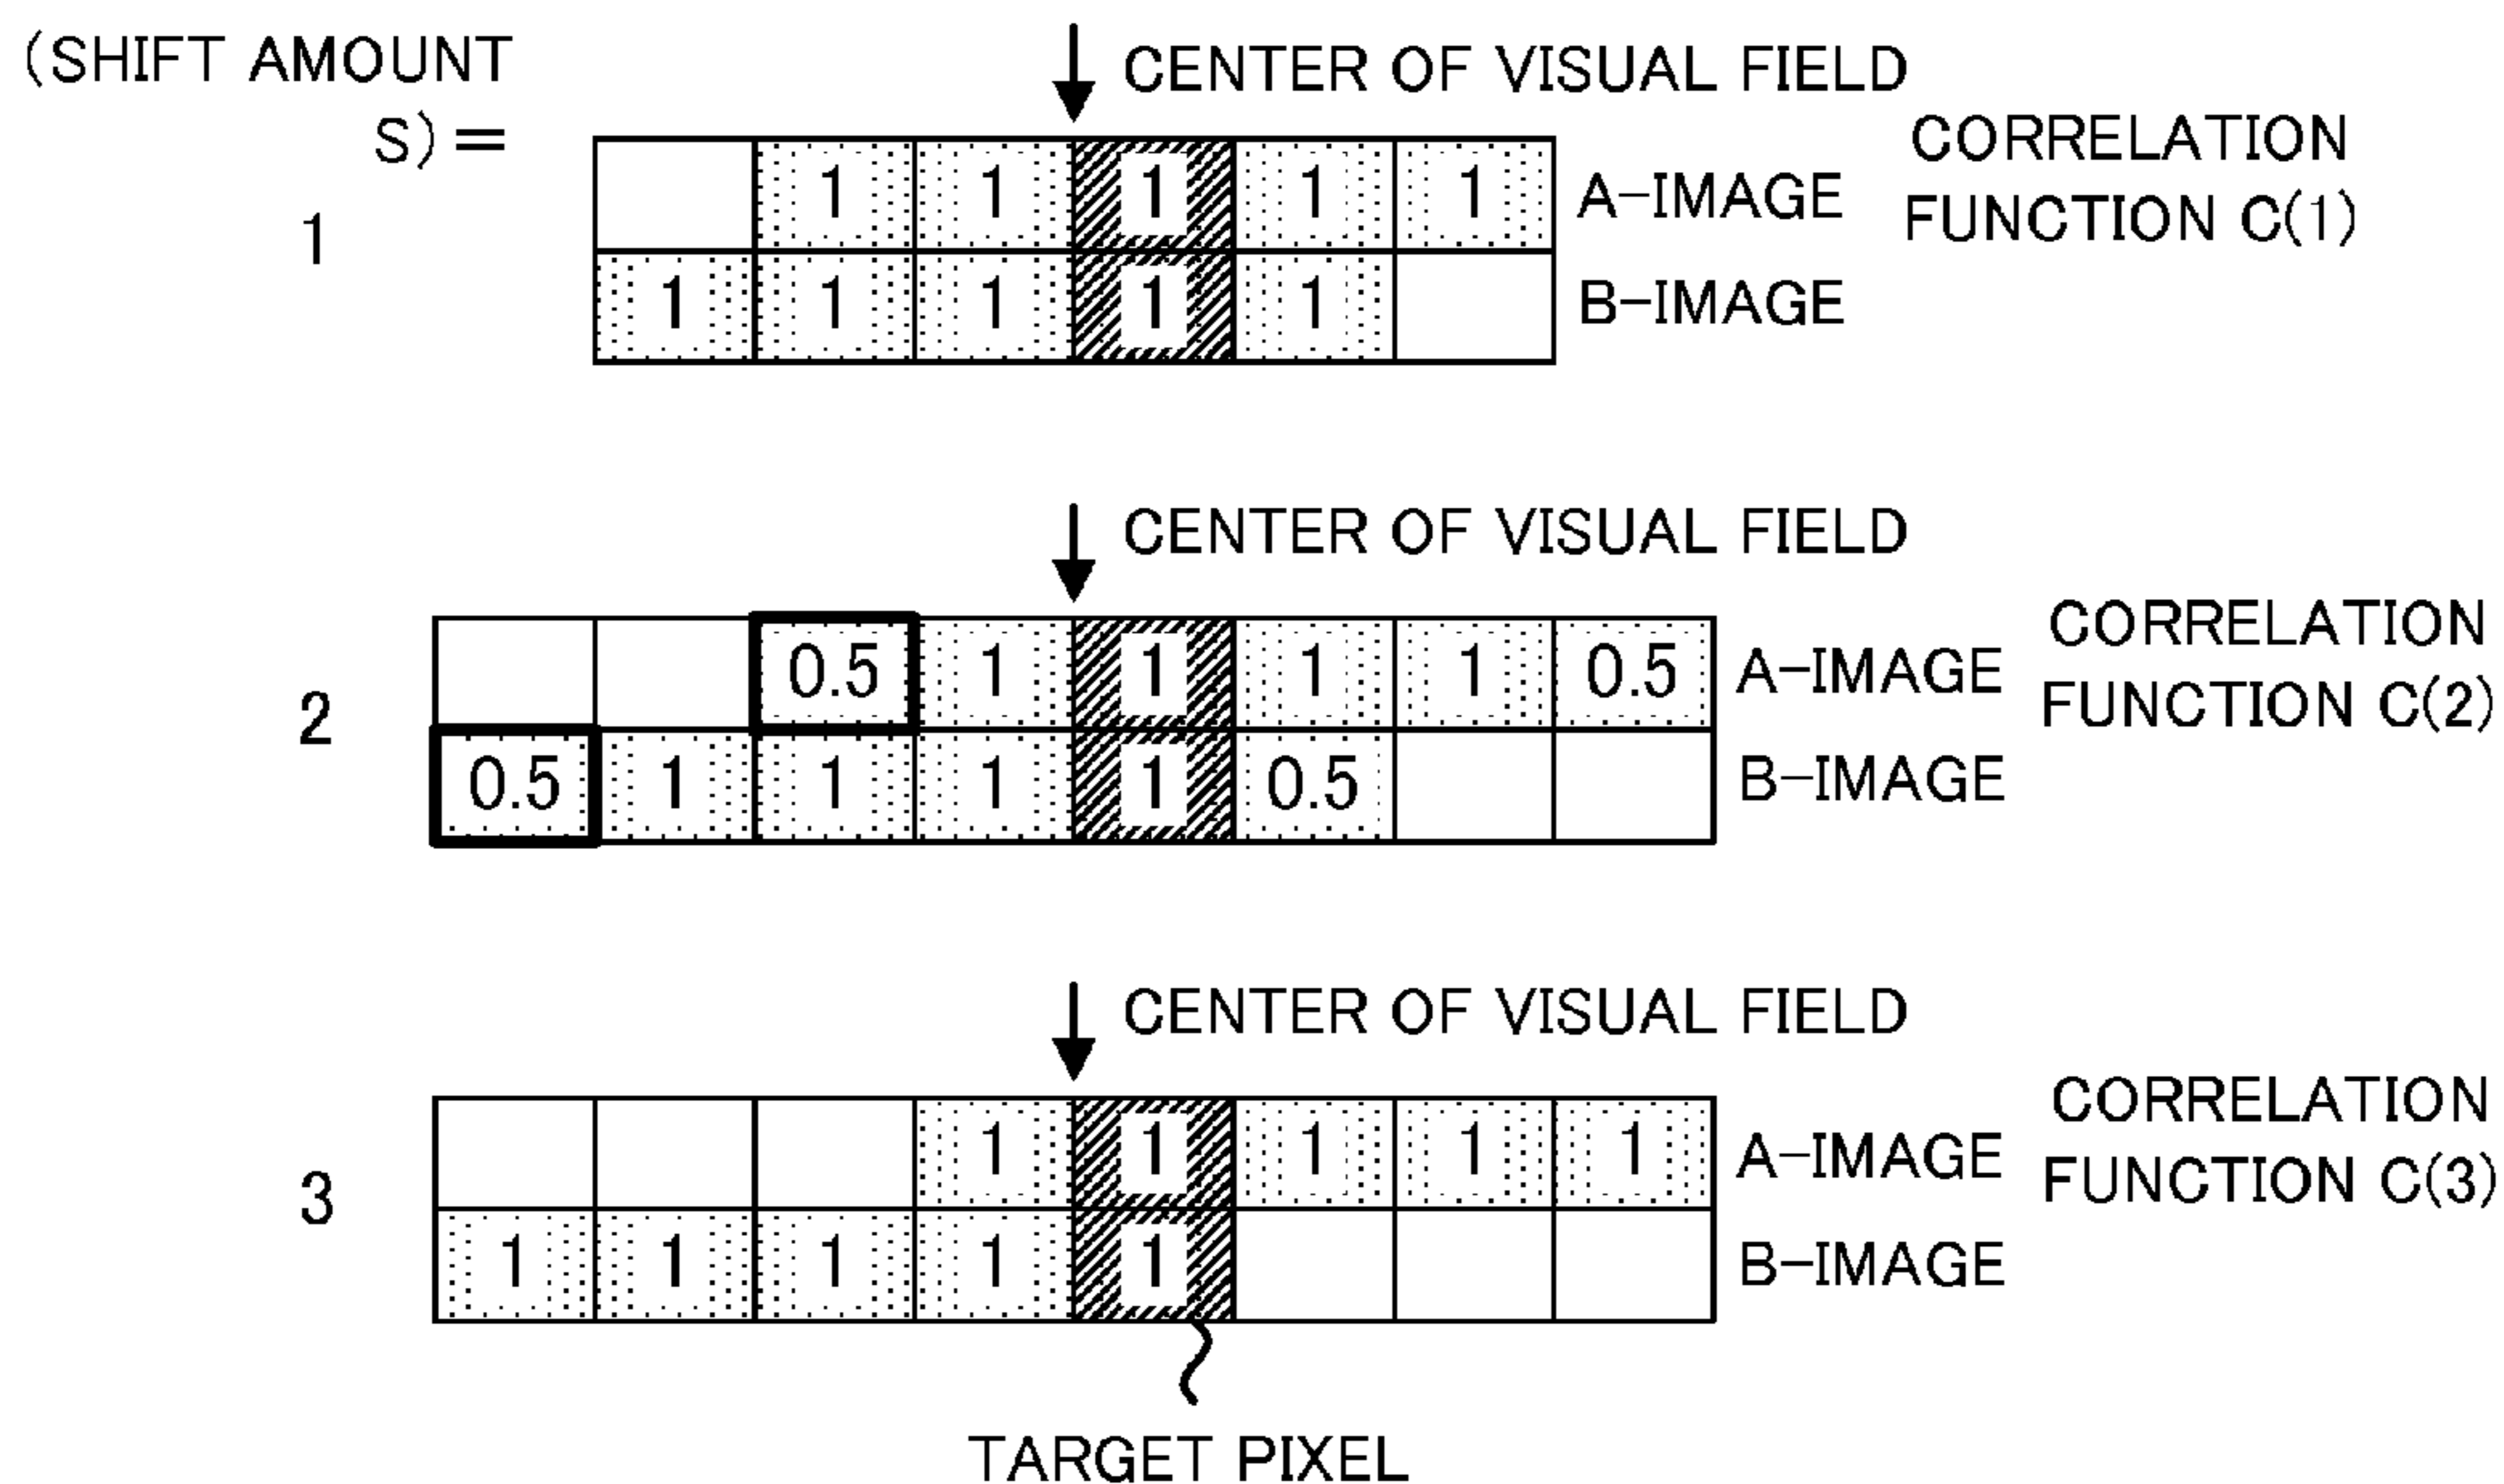 (SHIFT AMOUNT
S)=
CENTER OF VISUAL FIELD
1
1 1 1 1 1
A-IMAGE
1 1 1 1 1
B-IMAGE
CORRELATION
FUNCTION C(1)
CENTER OF VISUAL FIELD
2
0.5 1 1 1 1 0.5
A-IMAGE
0.5 1 1 1 1 0.5
B-IMAGE
CORRELATION
FUNCTION C(2)
CENTER OF VISUAL FIELD
3
1 1 1 1 1
A-IMAGE
1 1 1 1 1
B-IMAGE
CORRELATION
FUNCTION C(3)
TARGET PIXEL